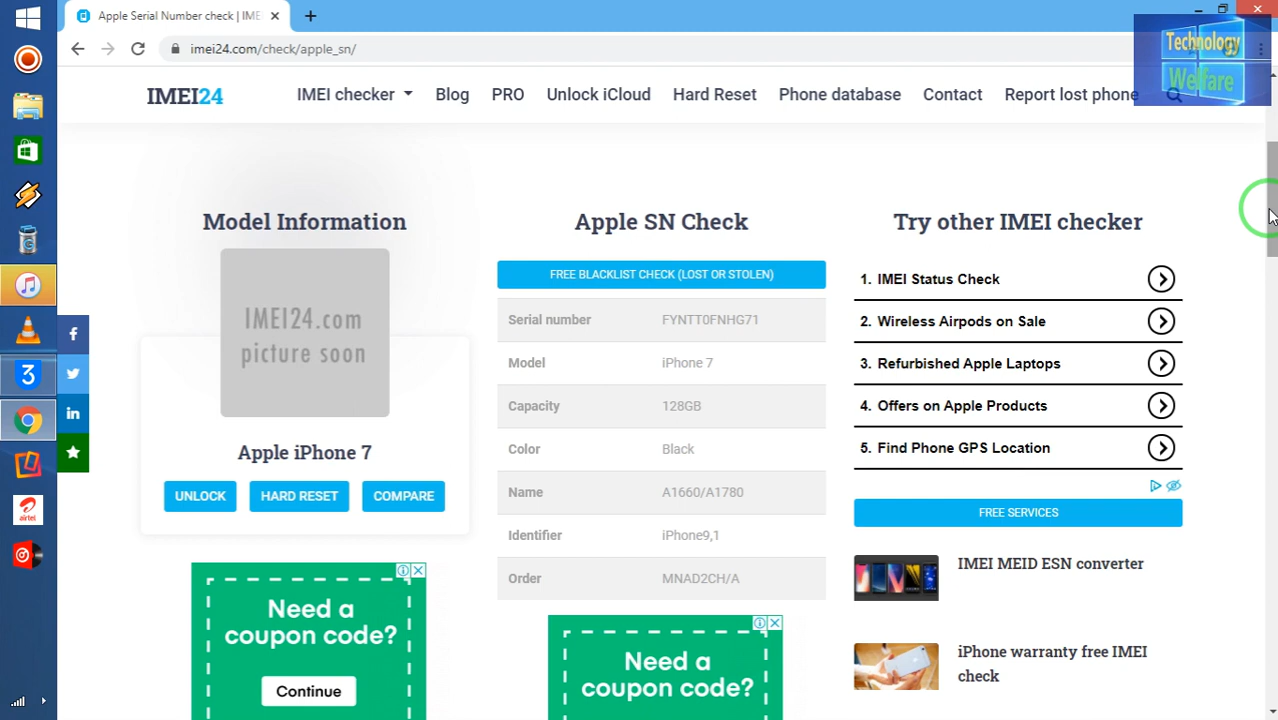 Apple Serial Number check | IMEI
imei24.com/check/apple_sn/
Technology
Welfare
IMEI24
IMEI checker
Blog
PRO
Unlock iCloud
Hard Reset
Phone database
Contact
Report lost phone
Model Information
IMEI24.com
picture soon
Apple iPhone 7
UNLOCK
HARD RESET
COMPARE
Need a
coupon code?
Continue
Apple SN Check
FREE BLACKLIST CHECK (LOST OR STOLEN)
Serial number FYNTT0FNHG71
Model iPhone 7
Capacity 128GB
Color Black
Name A1660/A1780
Identifier iPhone9,1
Order MNAD2CH/A
Need a
coupon code?
Try other IMEI checker
1. IMEI Status Check
2. Wireless Airpods on Sale
3. Refurbished Apple Laptops
4. Offers on Apple Products
5. Find Phone GPS Location
FREE SERVICES
IMEI MEID ESN converter
iPhone warranty free IMEI
check
airtel